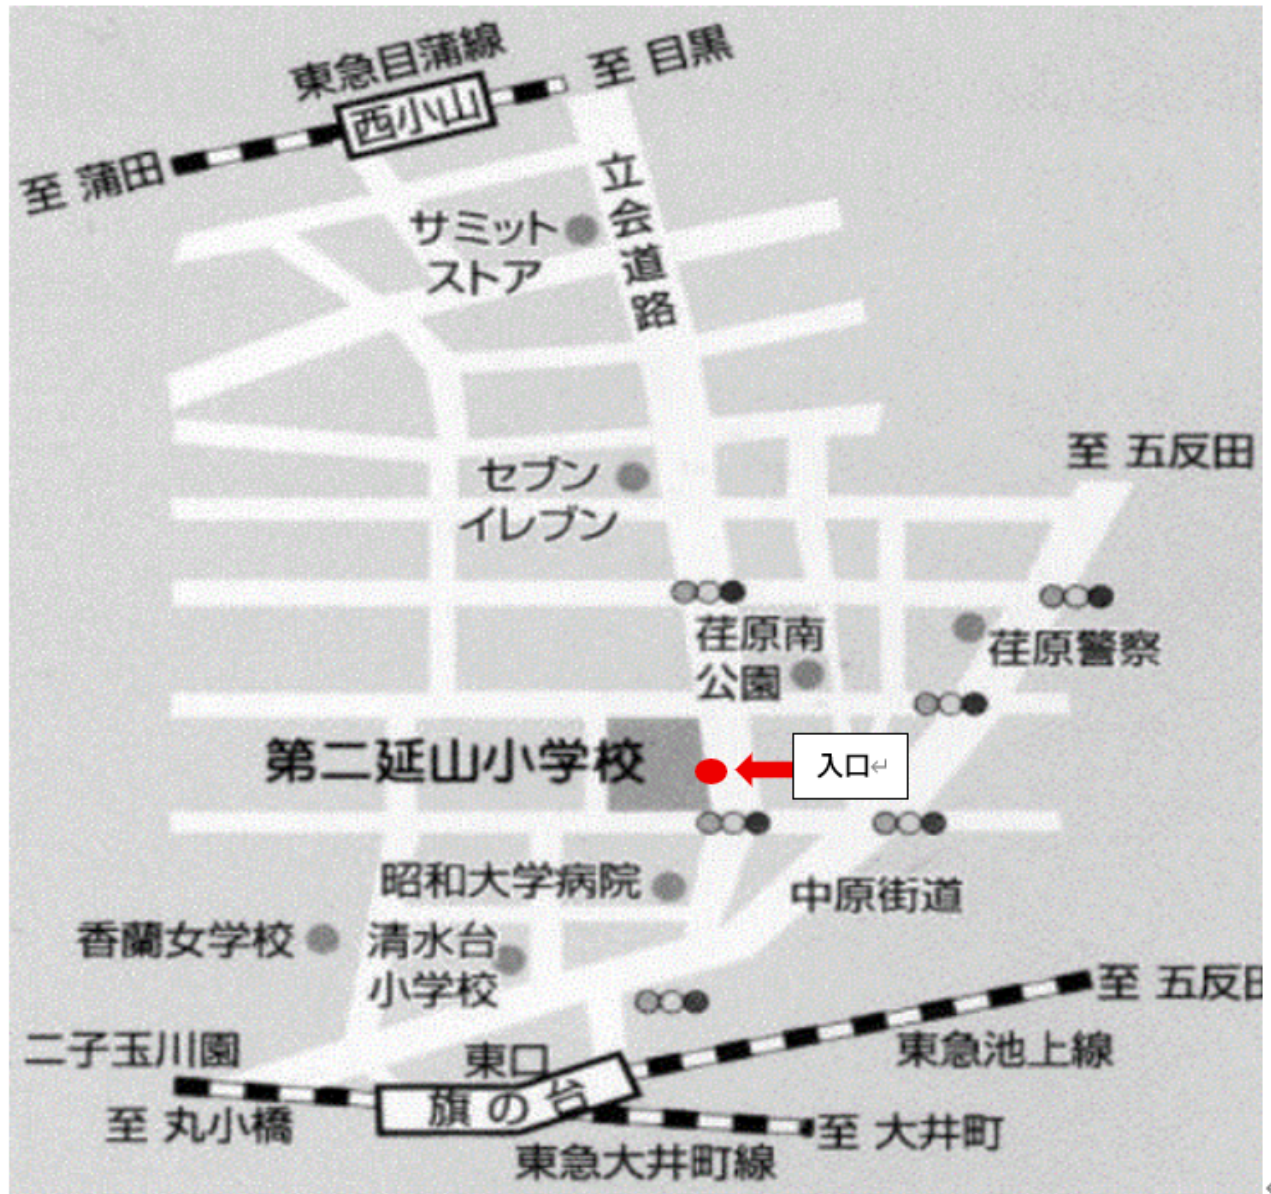 東急目蒲線
至 目黒
西小山
至 蒲田
立会道路
サミット
ストア
至 五反田
セブン
イレブン
荏原南
公園
荏原警察
第二延山小学校
入口↵
昭和大学病院
中原街道
香蘭女学校
清水台
小学校
至 五反田
二子玉川園
東口
東急池上線
旗の台
至 丸小橋
至 大井町
東急大井町線